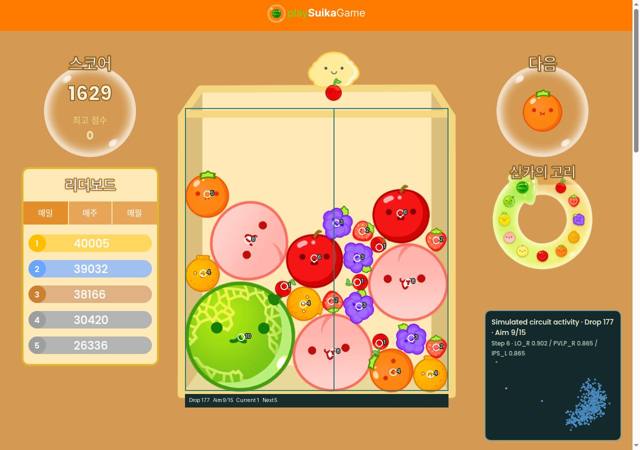 playSuikaGame
스코어
1629
최고 점수
0
다음
리더보드
매일
매주
매월
1 40005
2 39032
3 38166
4 30420
5 26336
신카의 고리
Simulated circuit activity · Drop 177
· Aim 9/15
Step 6 · LO_R 0.902 / PVLP_R 0.865 /
IPS_L 0.865
Drop 177 Aim 9/15 Current 1 Next 5